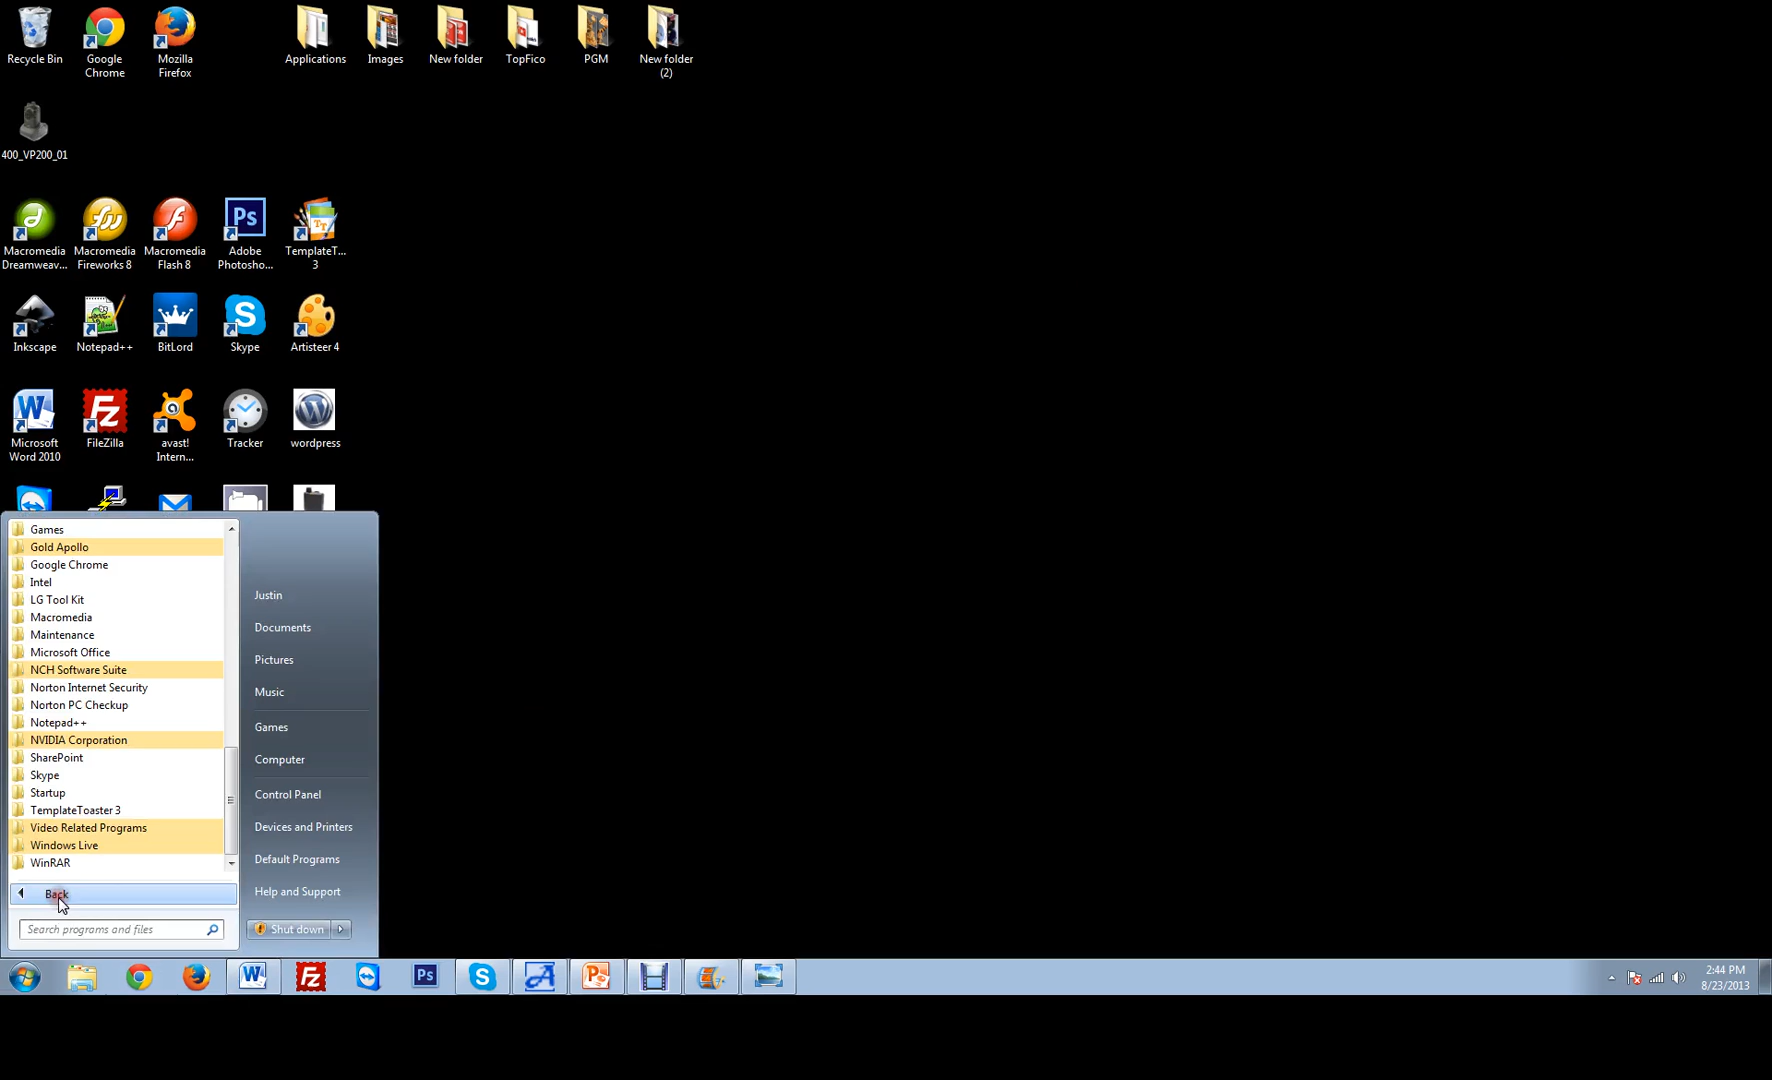 Recycle Bin
Google Chrome
Mozilla Firefox
Applications
Images
New folder
TopFico
PGM
New folder (2)
400_VP200_01
Macromedia Dreamweav...
Macromedia Fireworks 8
Macromedia Flash 8
Adobe Photosho...
TemplateT... 3
Inkscape
Notepad++
BitLord
Skype
Artisteer 4
Microsoft Word 2010
FileZilla
avast! Intern...
Tracker
wordpress
Games
Gold Apollo
Google Chrome
Intel
LG Tool Kit
Macromedia
Maintenance
Microsoft Office
NCH Software Suite
Norton Internet Security
Norton PC Checkup
Notepad++
NVIDIA Corporation
SharePoint
Skype
Startup
TemplateToaster 3
Video Related Programs
Windows Live
WinRAR
Back
Search programs and files
Justin
Documents
Pictures
Music
Games
Computer
Control Panel
Devices and Printers
Default Programs
Help and Support
Shut down
2:44 PM
8/23/2013